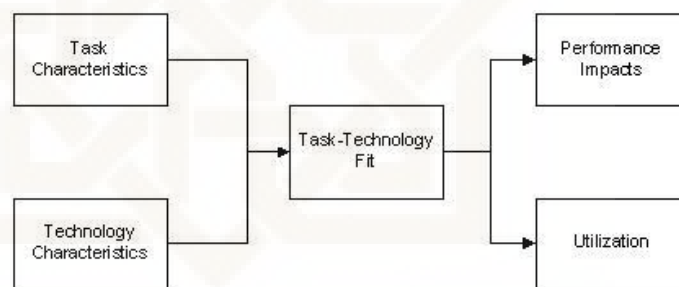 Task
Characteristics
Performance
Impacts
Task-Technology
Fit
Technology
Characteristics
Utilization